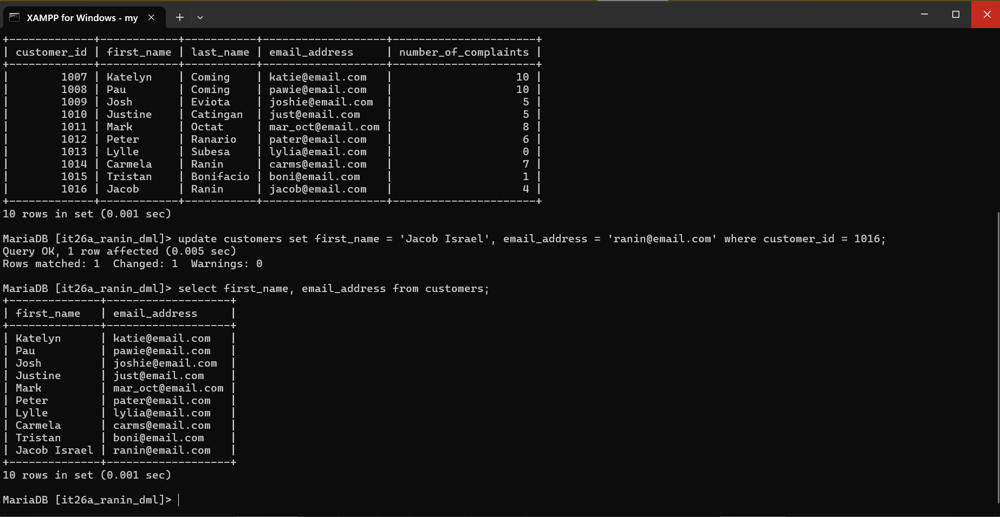 XAMPP for Windows - my
+-------------+------------+-----------+-------------------+----------------------+
| customer_id | first_name | last_name | email_address     | number_of_complaints |
+-------------+------------+-----------+-------------------+----------------------+
|        1007 | Katelyn    | Coming    | katie@email.com   |                   10 |
|        1008 | Pau        | Coming    | pawie@email.com   |                   10 |
|        1009 | Josh       | Eviota    | joshie@email.com  |                    5 |
|        1010 | Justine    | Catingan  | just@email.com    |                    5 |
|        1011 | Mark       | Octat     | mar_oct@email.com |                    8 |
|        1012 | Peter      | Ranario   | pater@email.com   |                    6 |
|        1013 | Lylle      | Subesa    | lylia@email.com   |                    0 |
|        1014 | Carmela    | Ranin     | carms@email.com   |                    7 |
|        1015 | Tristan    | Bonifacio | boni@email.com    |                    1 |
|        1016 | Jacob      | Ranin     | jacob@email.com   |                    4 |
+-------------+------------+-----------+-------------------+----------------------+
10 rows in set (0.001 sec)
MariaDB [it26a_ranin_dml]> update customers set first_name = 'Jacob Israel', email_address = 'ranin@email.com' where customer_id = 1016;
Query OK, 1 row affected (0.005 sec)
Rows matched: 1  Changed: 1  Warnings: 0
MariaDB [it26a_ranin_dml]> select first_name, email_address from customers;
+--------------+-------------------+
| first_name   | email_address     |
+--------------+-------------------+
| Katelyn      | katie@email.com   |
| Pau          | pawie@email.com   |
| Josh         | joshie@email.com  |
| Justine      | just@email.com    |
| Mark         | mar_oct@email.com |
| Peter        | pater@email.com   |
| Lylle        | lylia@email.com   |
| Carmela      | carms@email.com   |
| Tristan      | boni@email.com    |
| Jacob Israel | ranin@email.com   |
+--------------+-------------------+
10 rows in set (0.001 sec)
MariaDB [it26a_ranin_dml]>